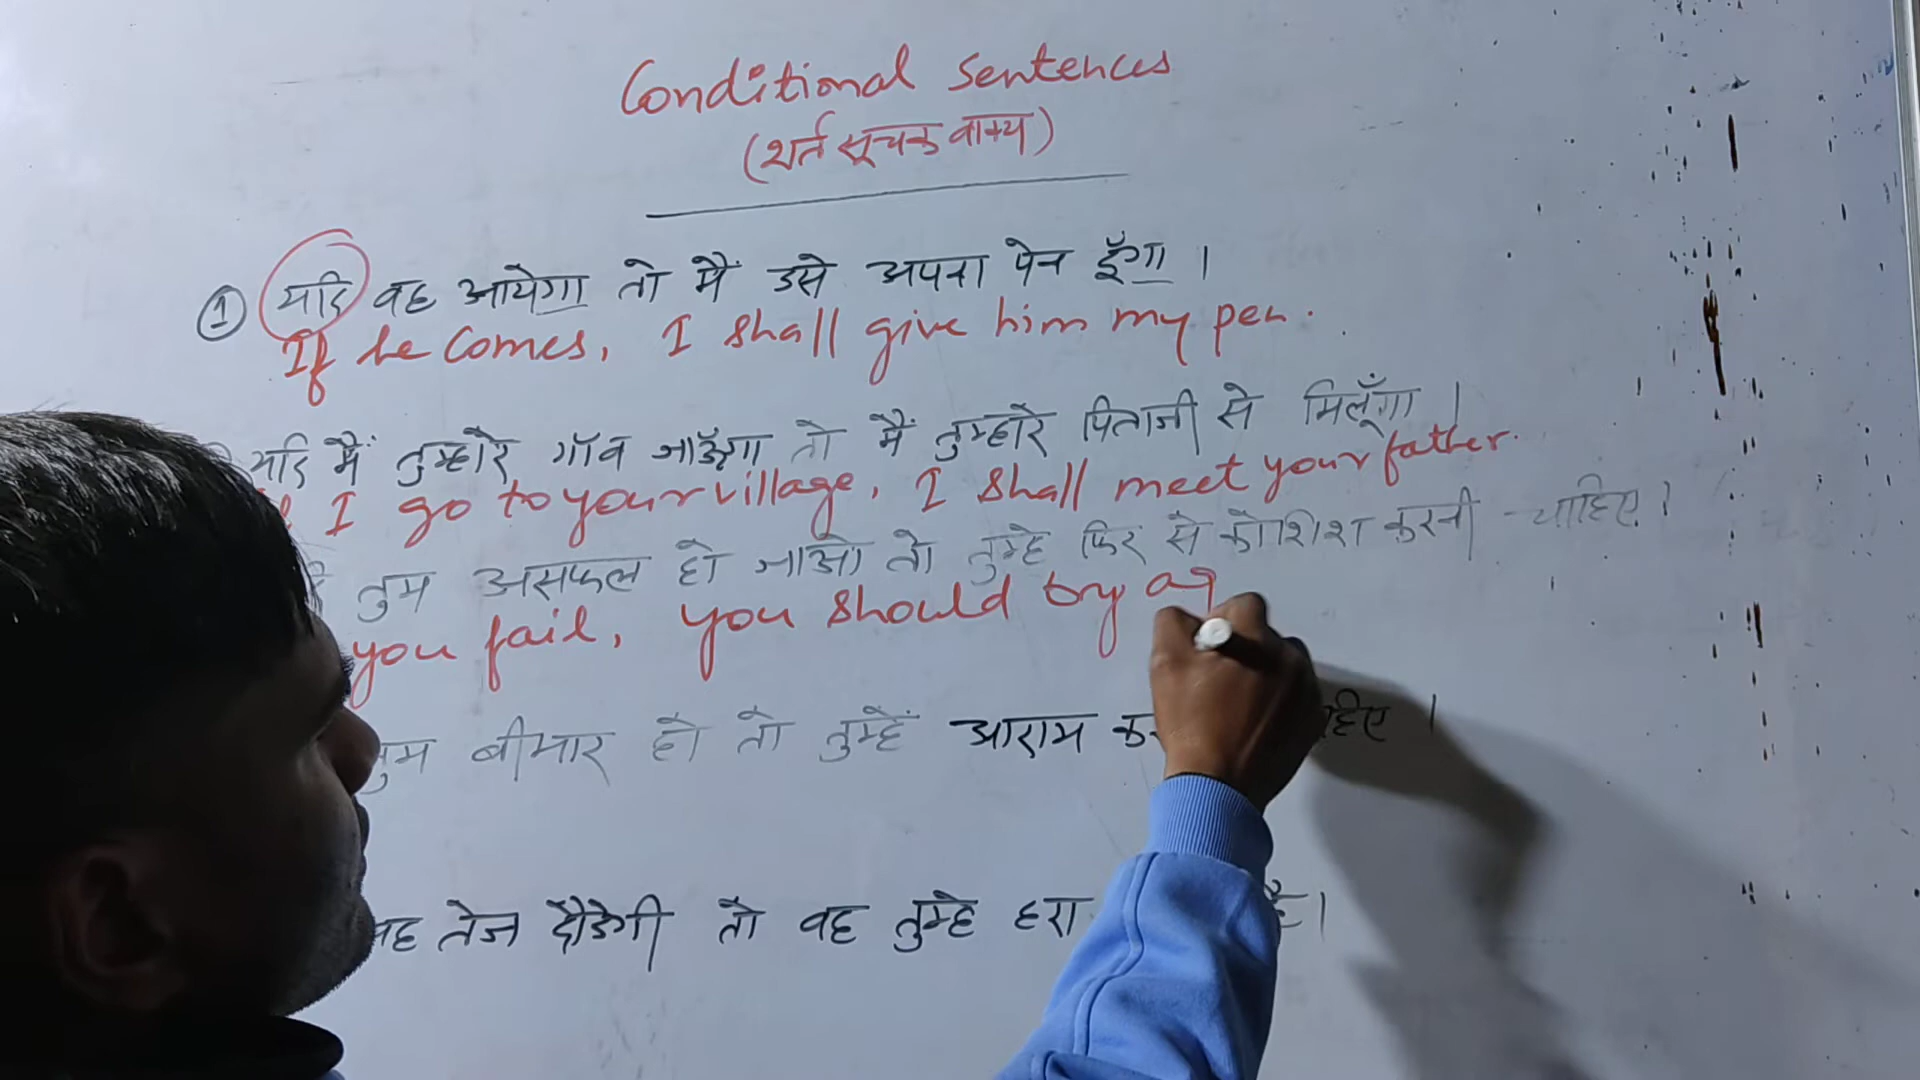 Conditional Sentences
(शर्त सूचक वाक्य)
① यदि वह आयेगा तो मैं उसे अपना पेन दूँगा ।
If he comes, I shall give him my pen.
यदि मैं तुम्हारे गाँव जाऊँगा तो मैं तुम्हारे पिताजी से मिलूँगा ।
I go to your village, I shall meet your father.
तुम असफल हो जाओ तो तुम्हे फिर से कोशिश करनी चाहिए ।
you fail, you should try ag
तुम बीमार हो तो तुम्हें आराम
वह तेज दौडेगी तो वह तुम्हे हरा है ।